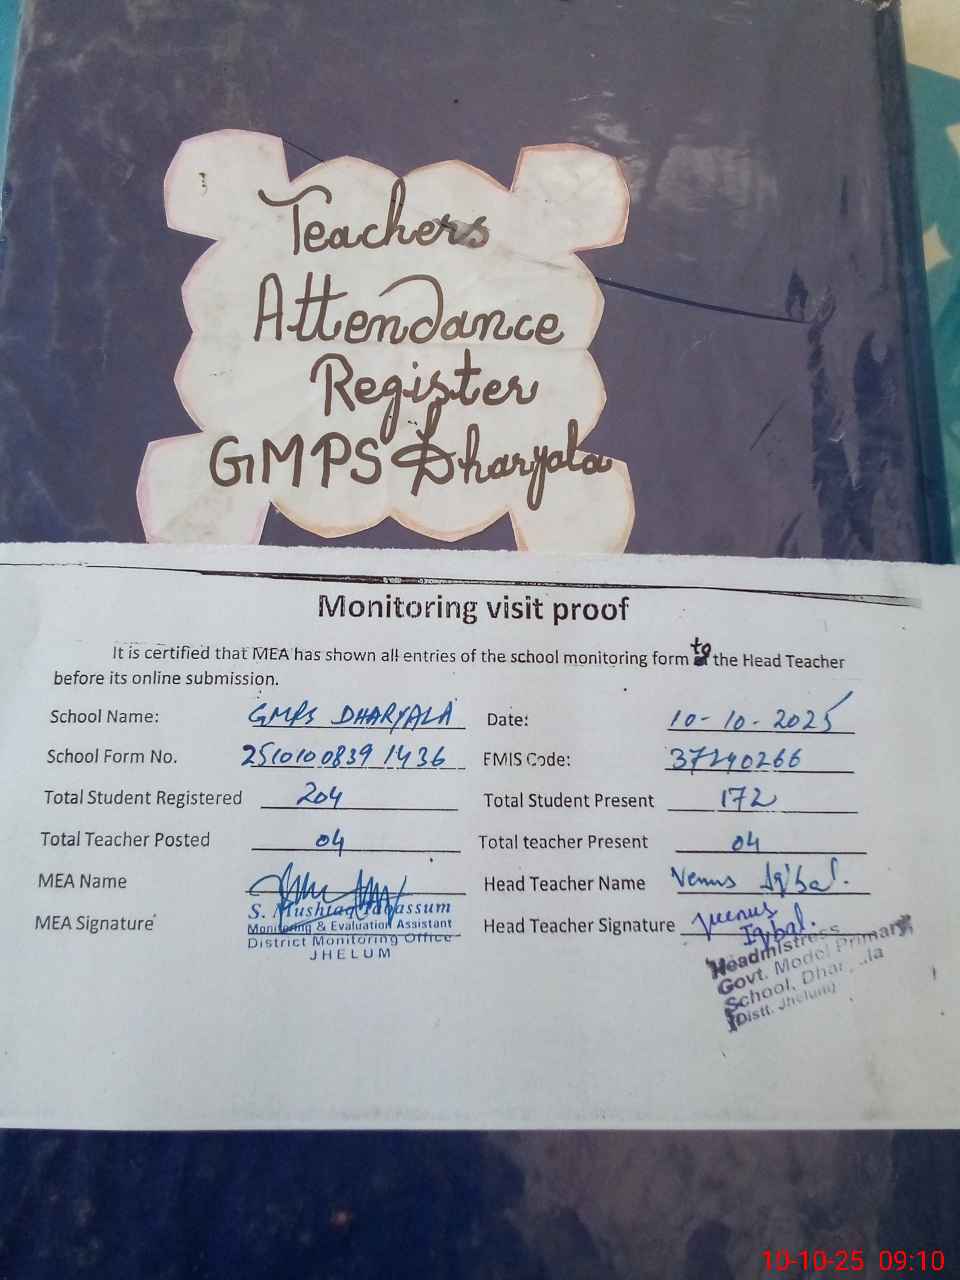 Teachers
Attendance
Register
GMPS Dharyala
Monitoring visit proof
It is certified that MEA has shown all entries of the school monitoring form to the Head Teacher
before its online submission.
School Name: GMPS DHARYALA Date: 10-10-2025
School Form No. 2510100839 1436 EMIS Code: 37240266
Total Student Registered 204 Total Student Present 172
Total Teacher Posted 04 Total teacher Present 04
MEA Name Head Teacher Name Venus Iqbal.
MEA Signature Head Teacher Signature Venus
Iqbal.
S. Mushtaq Tabassum
Monitoring & Evaluation Assistant
District Monitoring Office
JHELUM
Headmistress
Govt. Model Primary
School,
Distt. Jhelum
10-10-25 09:10